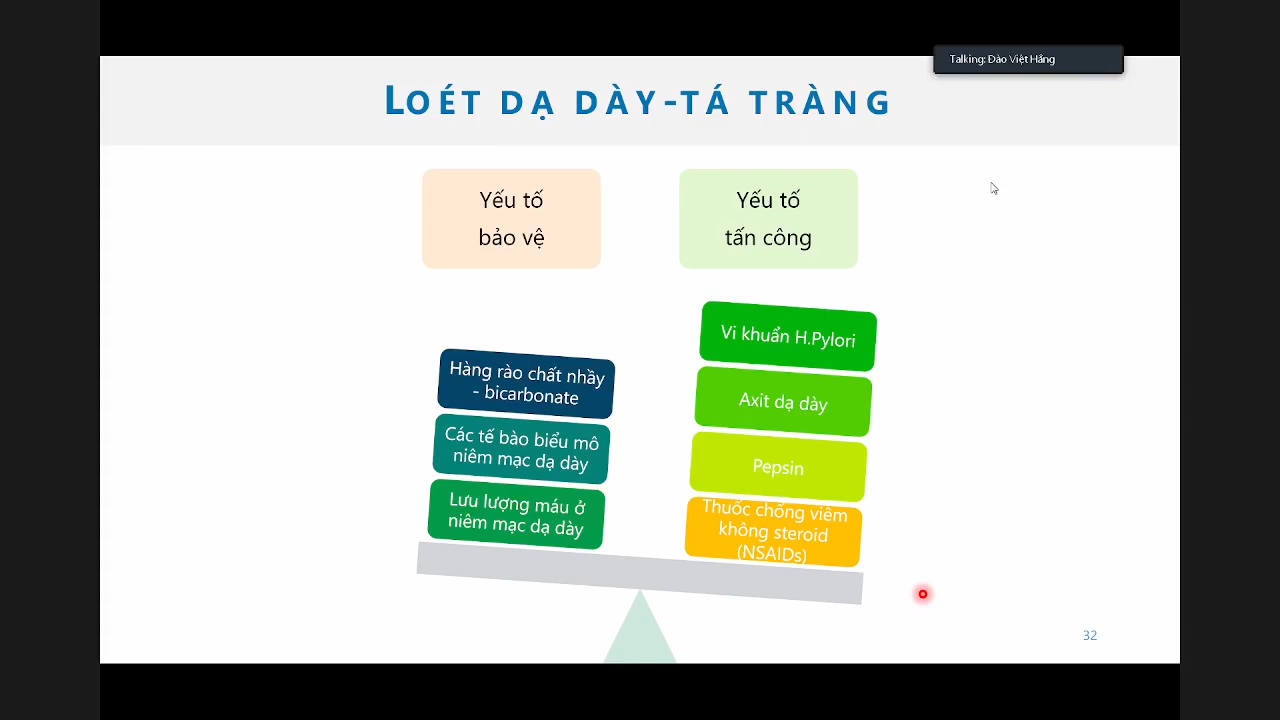 Talking: Đào Việt Hằng
LOÉT DẠ DÀY-TÁ TRÀNG
Yếu tố
bảo vệ
Yếu tố
tấn công
Hàng rào chất nhầy
- bicarbonate
Các tế bào biểu mô
niêm mạc dạ dày
Lưu lượng máu ở
niêm mạc dạ dày
Vi khuẩn H.Pylori
Axit dạ dày
Pepsin
Thuốc chống viêm
không steroid
(NSAIDs)
32